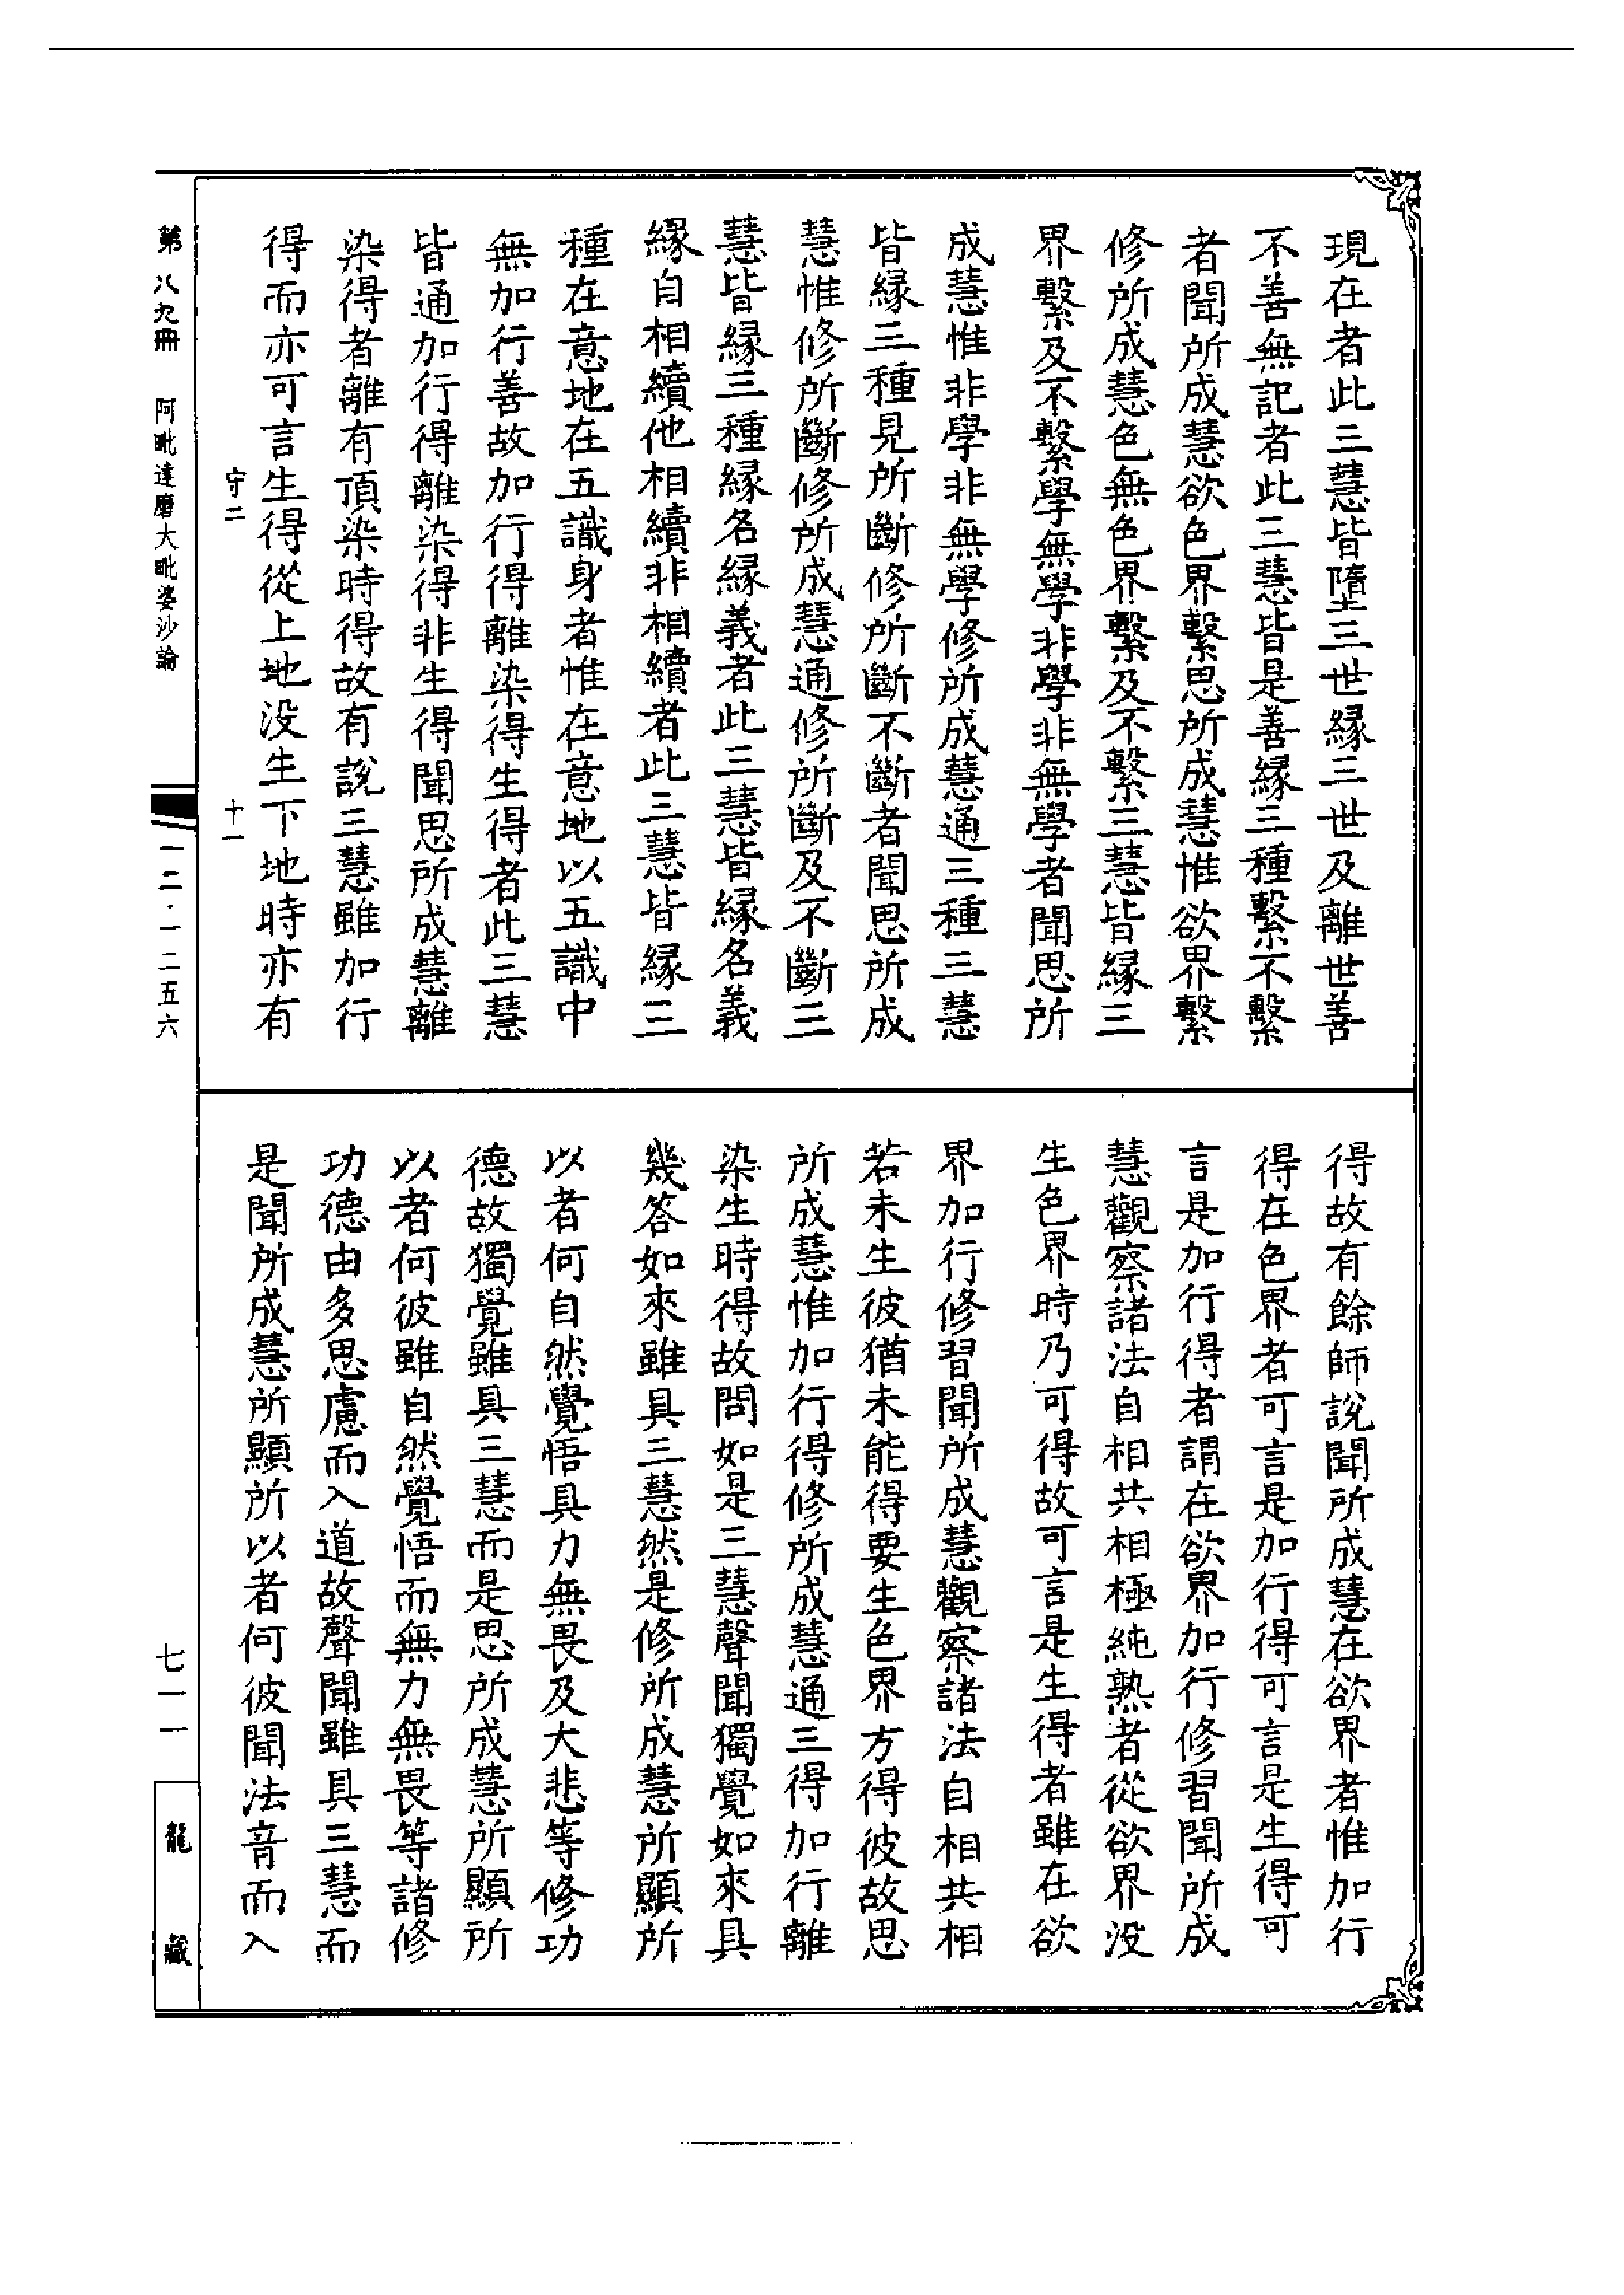 現在者此三慧皆墮三世緣三世及離世善
不善無記者此三慧皆是善緣三種繫不繫
者聞所成慧欲色界繫思所成慧惟欲界繫
修所成慧色無色界繫及不繫三慧皆緣三
界繫及不繫學無學非學非無學者聞思所
成慧惟非學非無學修所成慧通三種三慧
皆緣三種見所斷修所斷不斷者聞思所成
慧惟修所斷修所成慧通修所斷及不斷三
慧皆緣三種緣名緣義者此三慧皆緣名義
緣自相續他相續非相續者此三慧皆緣三
種在意地在五識身者惟在意地以五識中
無加行善故加行得離染得生得者此三慧
皆通加行得離染得非生得聞思所成慧離
染得者離有頂染時得故有說三慧雖加行
得而亦可言生得從上地没生下地時亦有
守二
十一
得故有餘師說聞所成慧在欲界者惟加行
得在色界者可言是加行得可言是生得可
言是加行得者謂在欲界加行修習聞所成
慧觀察諸法自相共相極純熟者從欲界没
生色界時乃可得故可言是生得者雖在欲
界加行修習聞所成慧觀察諸法自相共相
若未生彼猶未能得要生色界方得彼故思
所成慧惟加行得修所成慧通三得加行離
染生時得故問如是三慧聲聞獨覺如來具
幾答如來雖具三慧然是修所成慧所顯所
以者何自然覺悟具力無畏及大悲等修功
德故獨覺雖具三慧而是思所成慧所顯所
以者何彼雖自然覺悟而無力無畏等諸修
功德由多思慮而入道故聲聞雖具三慧而
是聞所成慧所顯所以者何彼聞法音而入
第八九冊 阿毗達磨大毗婆沙論
一二·一二五六
七一一
龍藏